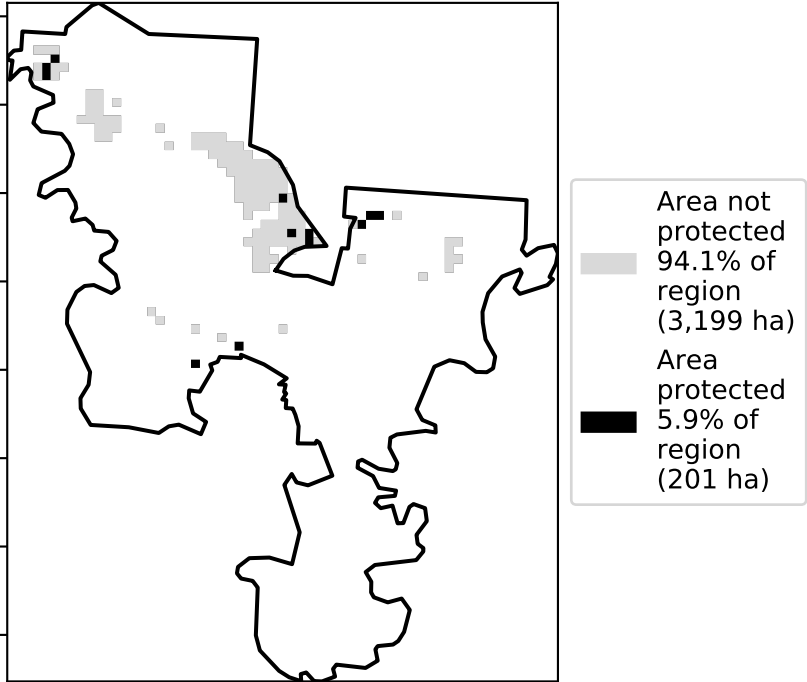 Area not
protected
94.1% of
region
(3,199 ha)
Area
protected
5.9% of
region
(201 ha)